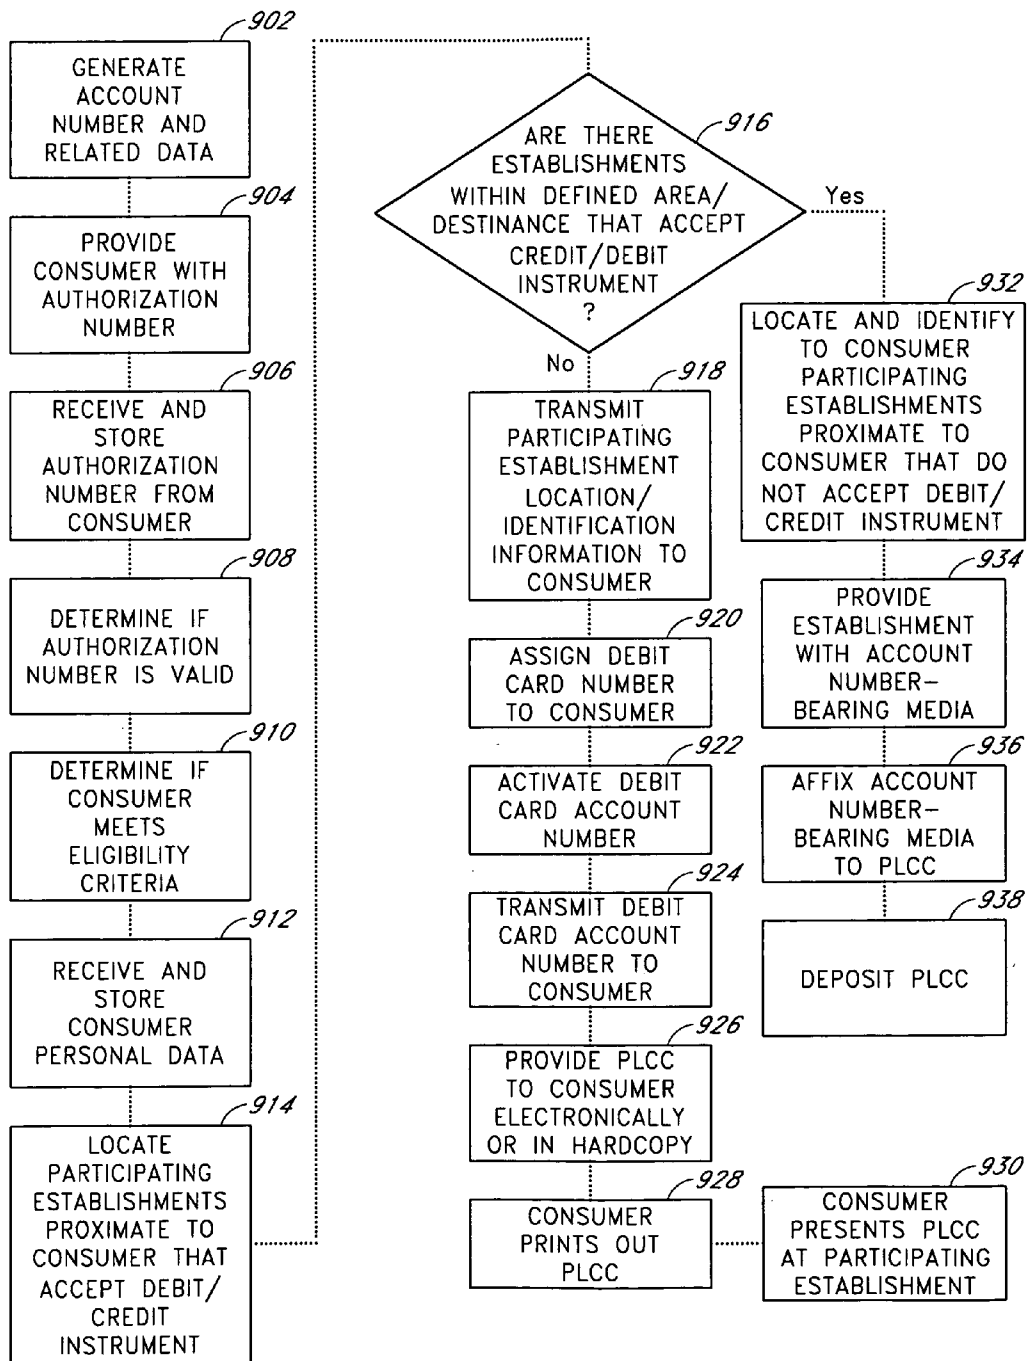 902
GENERATE
ACCOUNT
NUMBER AND
RELATED DATA
904
PROVIDE
CONSUMER WITH
AUTHORIZATION
NUMBER
906
RECEIVE AND
STORE
AUTHORIZATION
NUMBER FROM
CONSUMER
908
DETERMINE IF
AUTHORIZATION
NUMBER IS VALID
910
DETERMINE IF
CONSUMER
MEETS
ELIGIBILITY
CRITERIA
912
RECEIVE AND
STORE
CONSUMER
PERSONAL DATA
914
LOCATE
PARTICIPATING
ESTABLISHMENTS
PROXIMATE TO
CONSUMER THAT
ACCEPT DEBIT/
CREDIT
INSTRUMENT
916
ARE THERE
ESTABLISHMENTS
WITHIN DEFINED AREA/
DESTINANCE THAT ACCEPT
CREDIT/DEBIT
INSTRUMENT
?
No
Yes
918
TRANSMIT
PARTICIPATING
ESTABLISHMENT
LOCATION/
IDENTIFICATION
INFORMATION TO
CONSUMER
920
ASSIGN DEBIT
CARD NUMBER
TO CONSUMER
922
ACTIVATE DEBIT
CARD ACCOUNT
NUMBER
924
TRANSMIT DEBIT
CARD ACCOUNT
NUMBER TO
CONSUMER
926
PROVIDE PLCC
TO CONSUMER
ELECTRONICALLY
OR IN HARDCOPY
928
CONSUMER
PRINTS OUT
PLCC
930
CONSUMER
PRESENTS PLCC
AT PARTICIPATING
ESTABLISHMENT
932
LOCATE AND IDENTIFY
TO CONSUMER
PARTICIPATING
ESTABLISHMENTS
PROXIMATE TO
CONSUMER THAT DO
NOT ACCEPT DEBIT/
CREDIT INSTRUMENT
934
PROVIDE
ESTABLISHMENT
WITH ACCOUNT
NUMBER–
BEARING MEDIA
936
AFFIX ACCOUNT
NUMBER–
BEARING MEDIA
TO PLCC
938
DEPOSIT PLCC